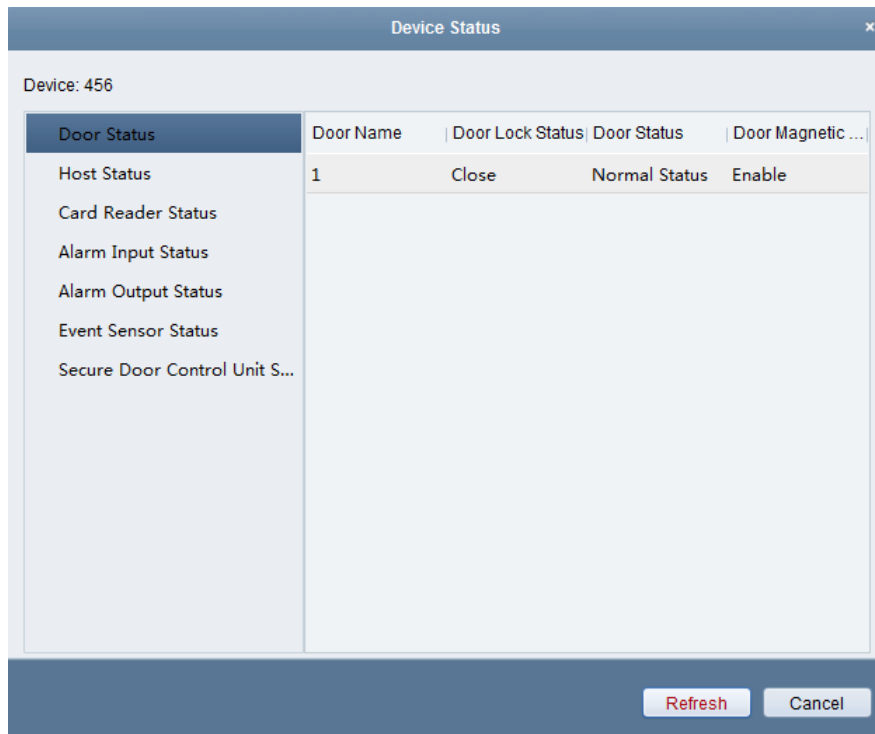 Device Status
×
Device: 456
Door Status
Host Status
Card Reader Status
Alarm Input Status
Alarm Output Status
Event Sensor Status
Secure Door Control Unit S...
Door Name Door Lock Status Door Status Door Magnetic ...
1 Close Normal Status Enable
Refresh Cancel